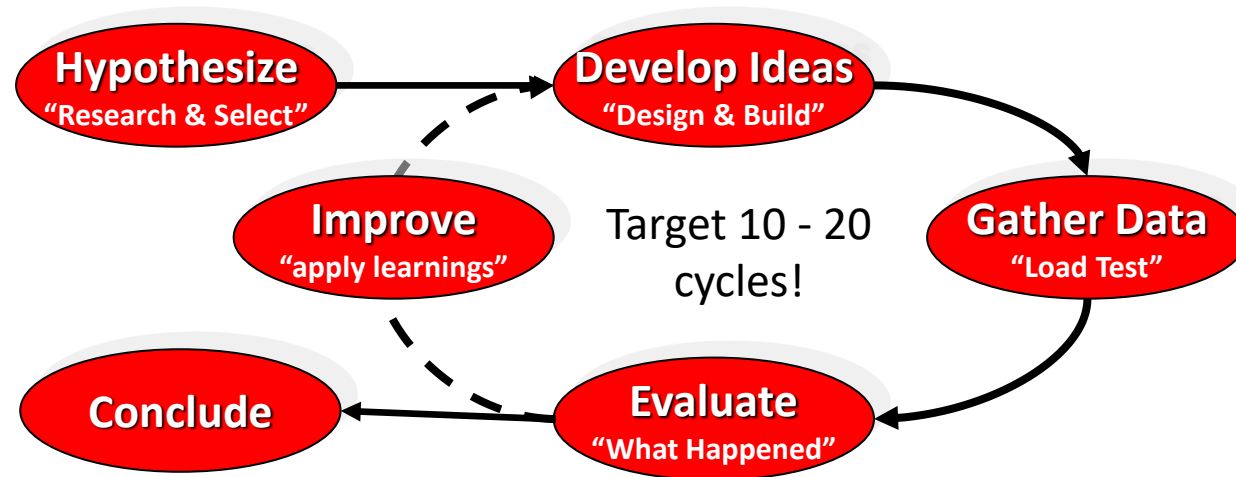 Hypothesize
“Research & Select”
Develop Ideas
“Design & Build”
Improve
“apply learnings”
Target 10 - 20
cycles!
Gather Data
“Load Test”
Conclude
Evaluate
“What Happened”